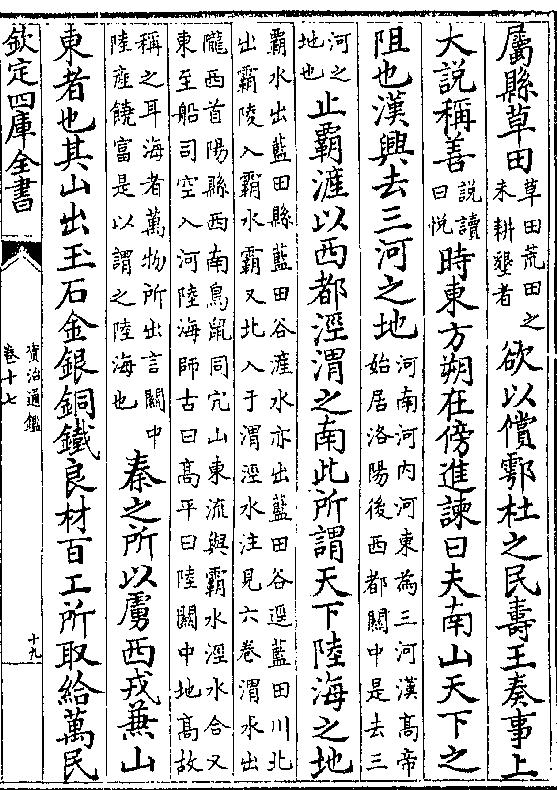 屬縣草田草田荒田之未耕墾者欲以償鄠杜之民壽王奏事上
大說稱善說讀曰悅時東方朔在傍進諫曰夫南山天下之
阻也漢興去三河之地河南河內河東為三河漢高帝始居洛陽後西都關中是去三
河之地也止霸滻以西都涇渭之南此所謂天下陸海之地
霸水出藍田縣藍田谷滻水亦出藍田谷逕藍田川北出霸陵入霸水霸又北入于渭涇水注見六卷渭水出
隴西首陽縣西南鳥鼠同穴山東流與霸水涇水合又東至船司空入河陸海師古曰高平曰陸關中地高故
稱之耳海者萬物所出言關中陸產饒富是以謂之陸海也秦之所以虜西戎兼山
東者也其山出玉石金銀銅鐵良材百工所取給萬民
欽定四庫全書
資治通鑑
卷十七
十九